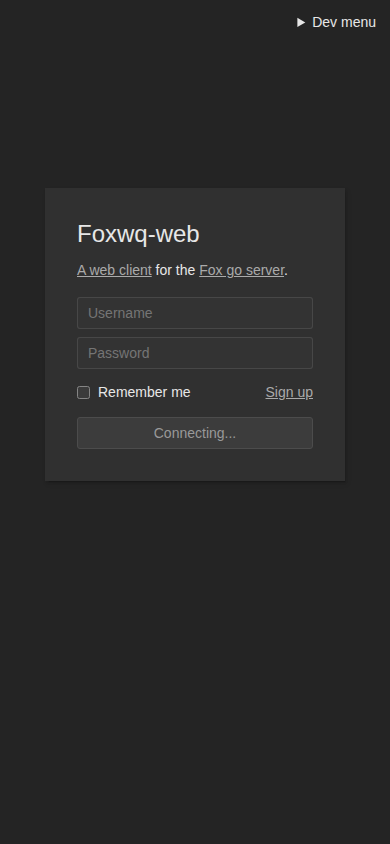 Dev menu
Foxwq-web
A web client for the Fox go server.
Username
Password
Remember me Sign up
Connecting...